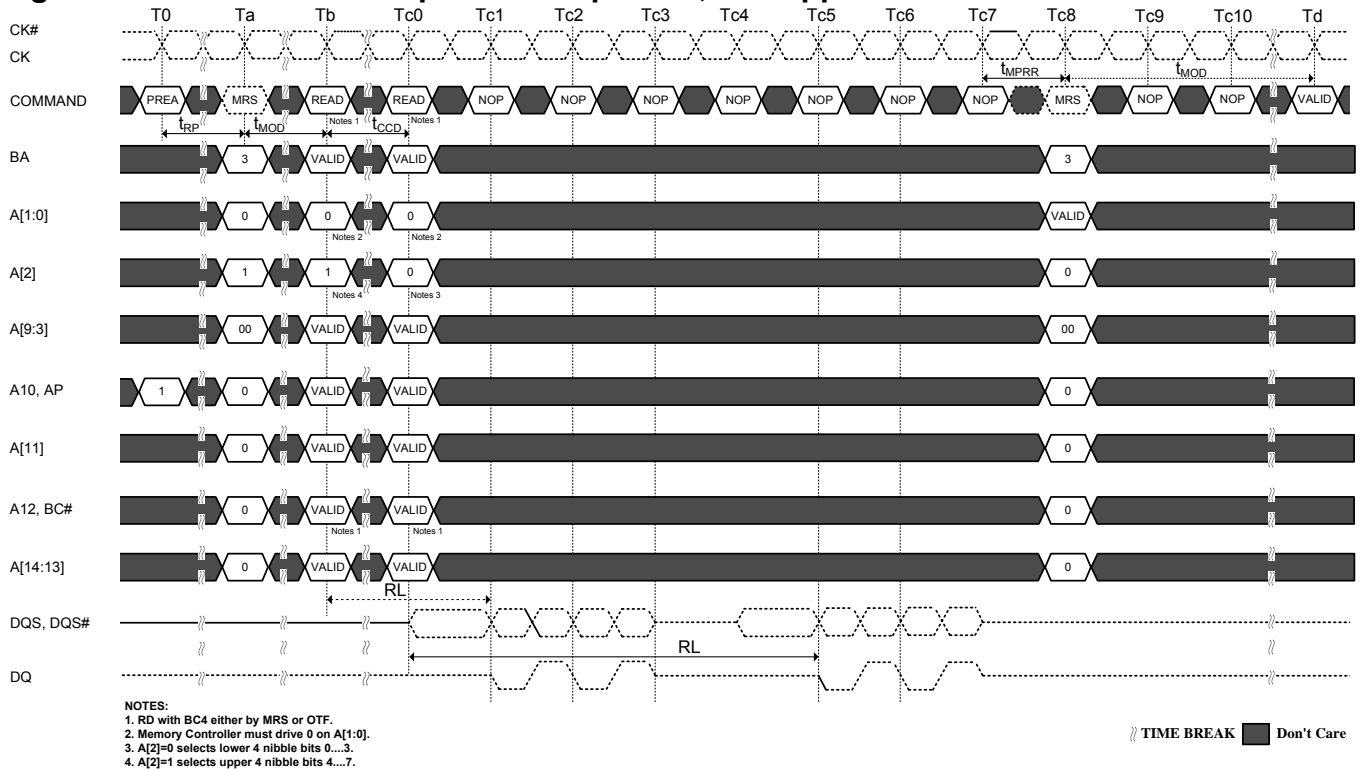 T0 Ta Tb Tc0 Tc1 Tc2 Tc3 Tc4 Tc5 Tc6 Tc7 Tc8 Tc9 Tc10 Td
CK#
CK
tMPRR tMOD
COMMAND PREA MRS READ READ NOP NOP NOP NOP NOP NOP NOP MRS NOP NOP VALID
Notes 1 Notes 1
tRP tMOD tCCD
BA 3 VALID VALID 3
A[1:0] 0 0 0 VALID
Notes 2 Notes 2
A[2] 1 1 0 0
Notes 4 Notes 3
A[9:3] 00 VALID VALID 00
A10, AP 1 0 VALID VALID 0
A[11] 0 VALID VALID 0
A12, BC# 0 VALID VALID 0
Notes 1 Notes 1
A[14:13] 0 VALID VALID 0
RL
DQS, DQS#
RL
DQ
NOTES:
1. RD with BC4 either by MRS or OTF.
2. Memory Controller must drive 0 on A[1:0].
3. A[2]=0 selects lower 4 nibble bits 0....3.
4. A[2]=1 selects upper 4 nibble bits 4....7.
TIME BREAK Don't Care